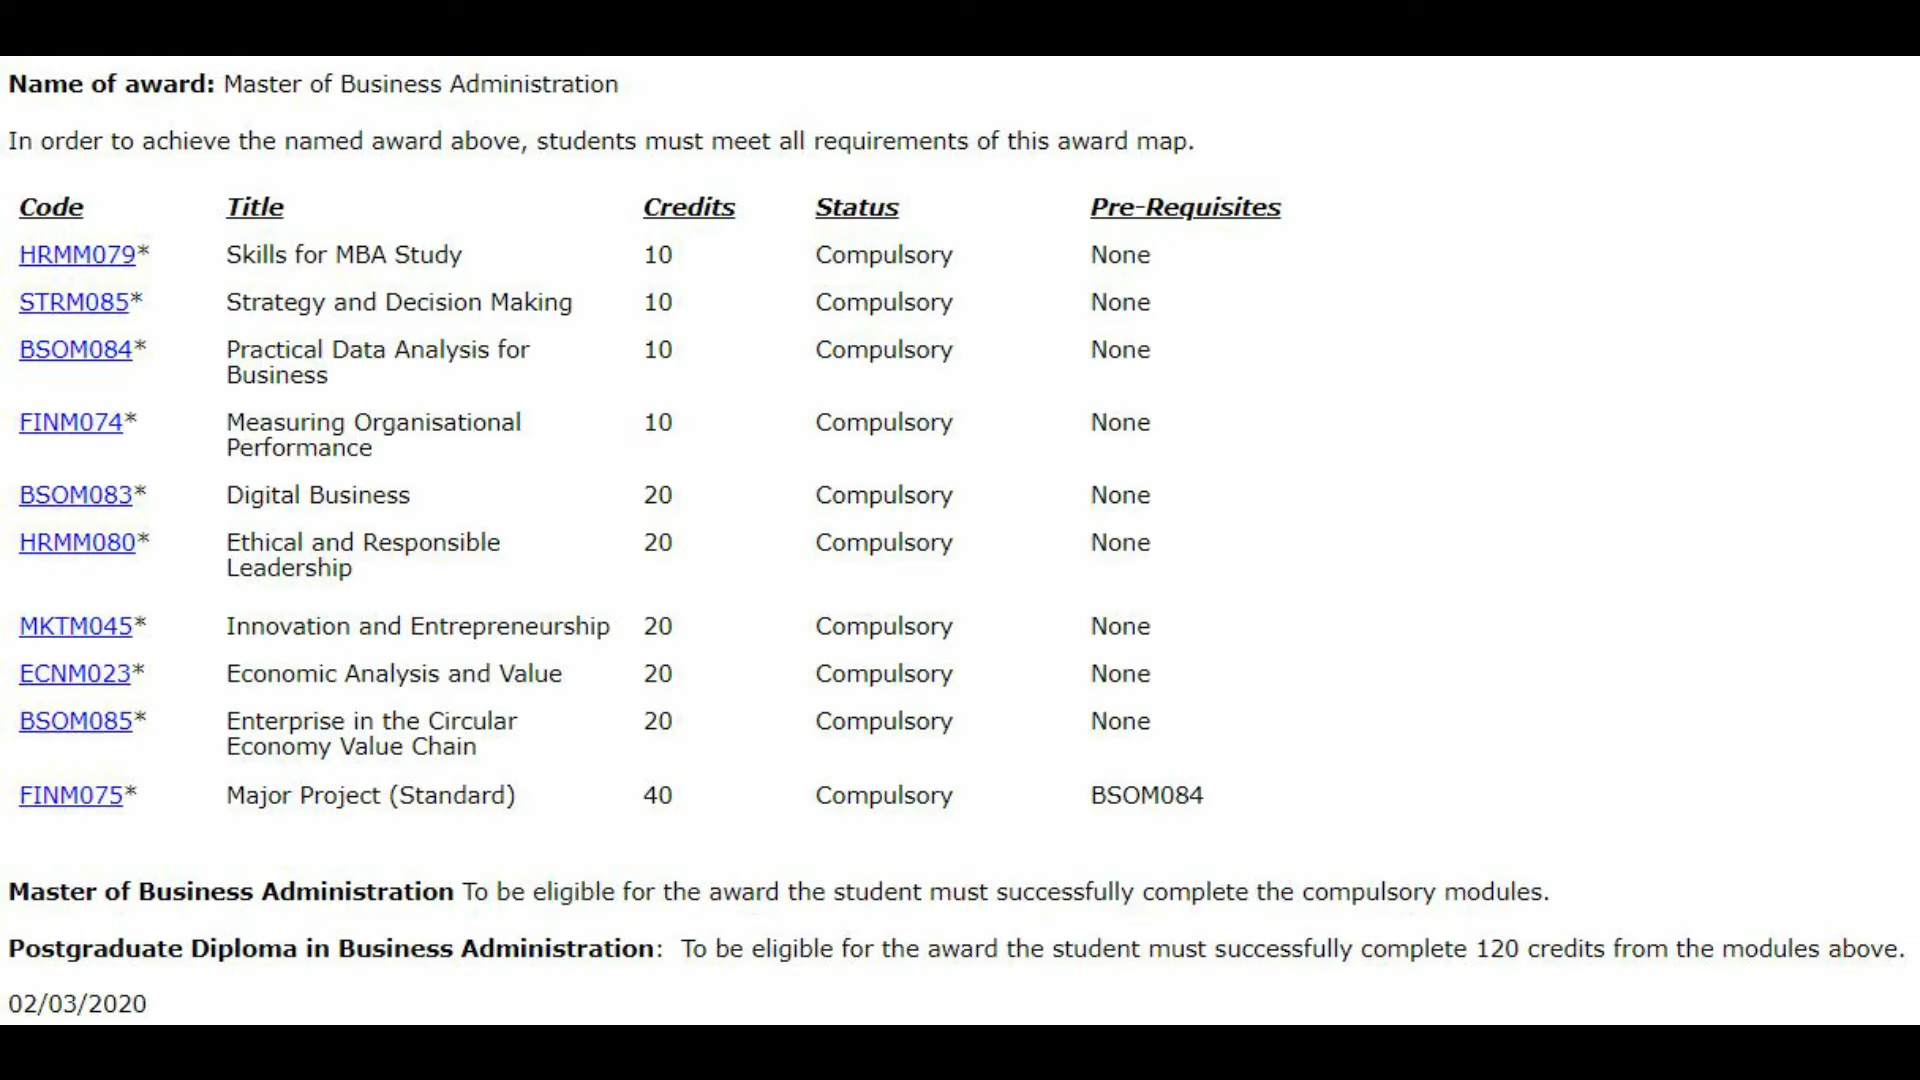 Name of award: Master of Business Administration
In order to achieve the named award above, students must meet all requirements of this award map.
Code Title Credits Status Pre-Requisites
HRMM079* Skills for MBA Study 10 Compulsory None
STRM085* Strategy and Decision Making 10 Compulsory None
BSOM084* Practical Data Analysis for 10 Compulsory None
Business
FINM074* Measuring Organisational 10 Compulsory None
Performance
BSOM083* Digital Business 20 Compulsory None
HRMM080* Ethical and Responsible 20 Compulsory None
Leadership
MKTM045* Innovation and Entrepreneurship 20 Compulsory None
ECNM023* Economic Analysis and Value 20 Compulsory None
BSOM085* Enterprise in the Circular 20 Compulsory None
Economy Value Chain
FINM075* Major Project (Standard) 40 Compulsory BSOM084
Master of Business Administration To be eligible for the award the student must successfully complete the compulsory modules.
Postgraduate Diploma in Business Administration: To be eligible for the award the student must successfully complete 120 credits from the modules above.
02/03/2020